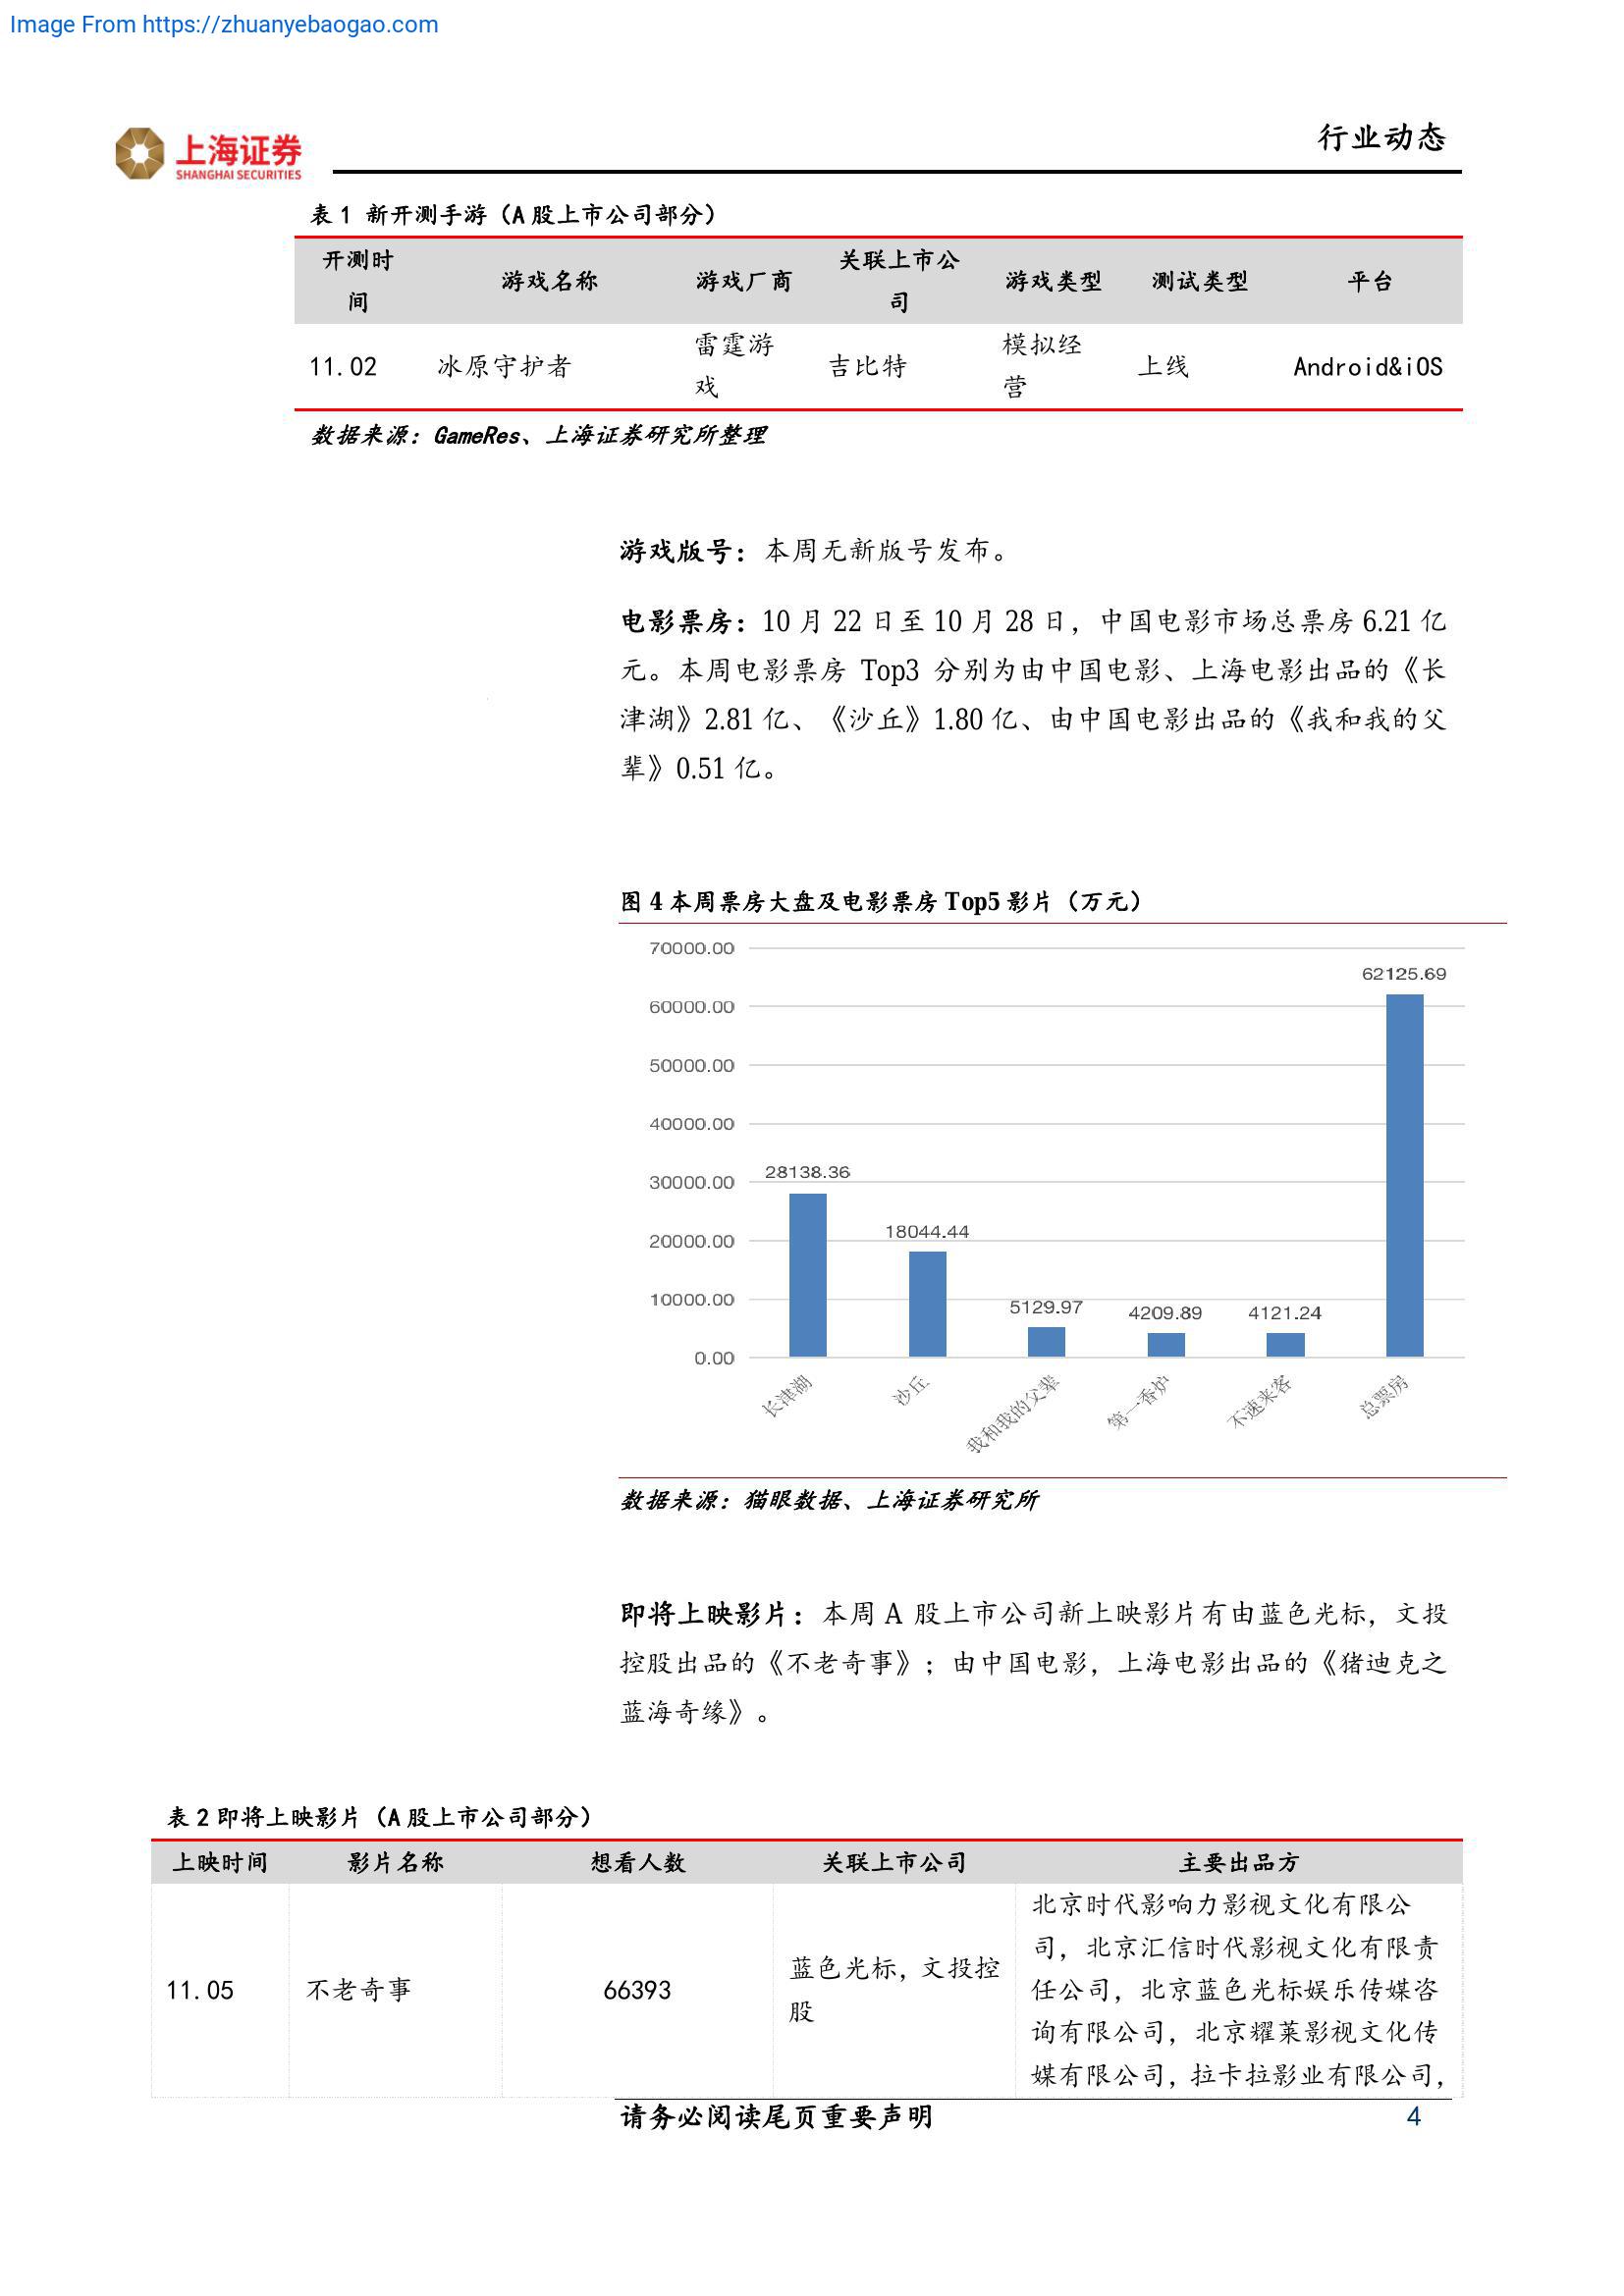 Image From https://zhuanyebaogao.com
上海证券
SHANGHAI SECURITIES
行业动态
表 1 新开测手游（A 股上市公司部分）
开测时间 游戏名称 游戏厂商 关联上市公司 游戏类型 测试类型 平台
11.02 冰原守护者 雷霆游戏 吉比特 模拟经营 上线 Android&iOS
数据来源：GameRes、上海证券研究所整理
游戏版号：本周无新版号发布。
电影票房：10 月 22 日至 10 月 28 日，中国电影市场总票房 6.21 亿
元。本周电影票房 Top3 分别为由中国电影、上海电影出品的《长
津湖》2.81 亿、《沙丘》1.80 亿、由中国电影出品的《我和我的父
辈》0.51 亿。
图 4 本周票房大盘及电影票房 Top5 影片（万元）
70000.00
60000.00
50000.00
40000.00
30000.00
20000.00
10000.00
0.00
28138.36
18044.44
5129.97
4209.89
4121.24
62125.69
长津湖
沙丘
我和我的父辈
第一香炉
不速来客
总票房
数据来源：猫眼数据、上海证券研究所
即将上映影片：本周 A 股上市公司新上映影片有由蓝色光标，文投
控股出品的《不老奇事》；由中国电影，上海电影出品的《猪迪克之
蓝海奇缘》。
表 2 即将上映影片（A 股上市公司部分）
上映时间 影片名称 想看人数 关联上市公司 主要出品方
11.05 不老奇事 66393 蓝色光标，文投控股
北京时代影响力影视文化有限公
司，北京汇信时代影视文化有限责
任公司，北京蓝色光标娱乐传媒咨
询有限公司，北京耀莱影视文化传
媒有限公司，拉卡拉影业有限公司，
请务必阅读尾页重要声明
4